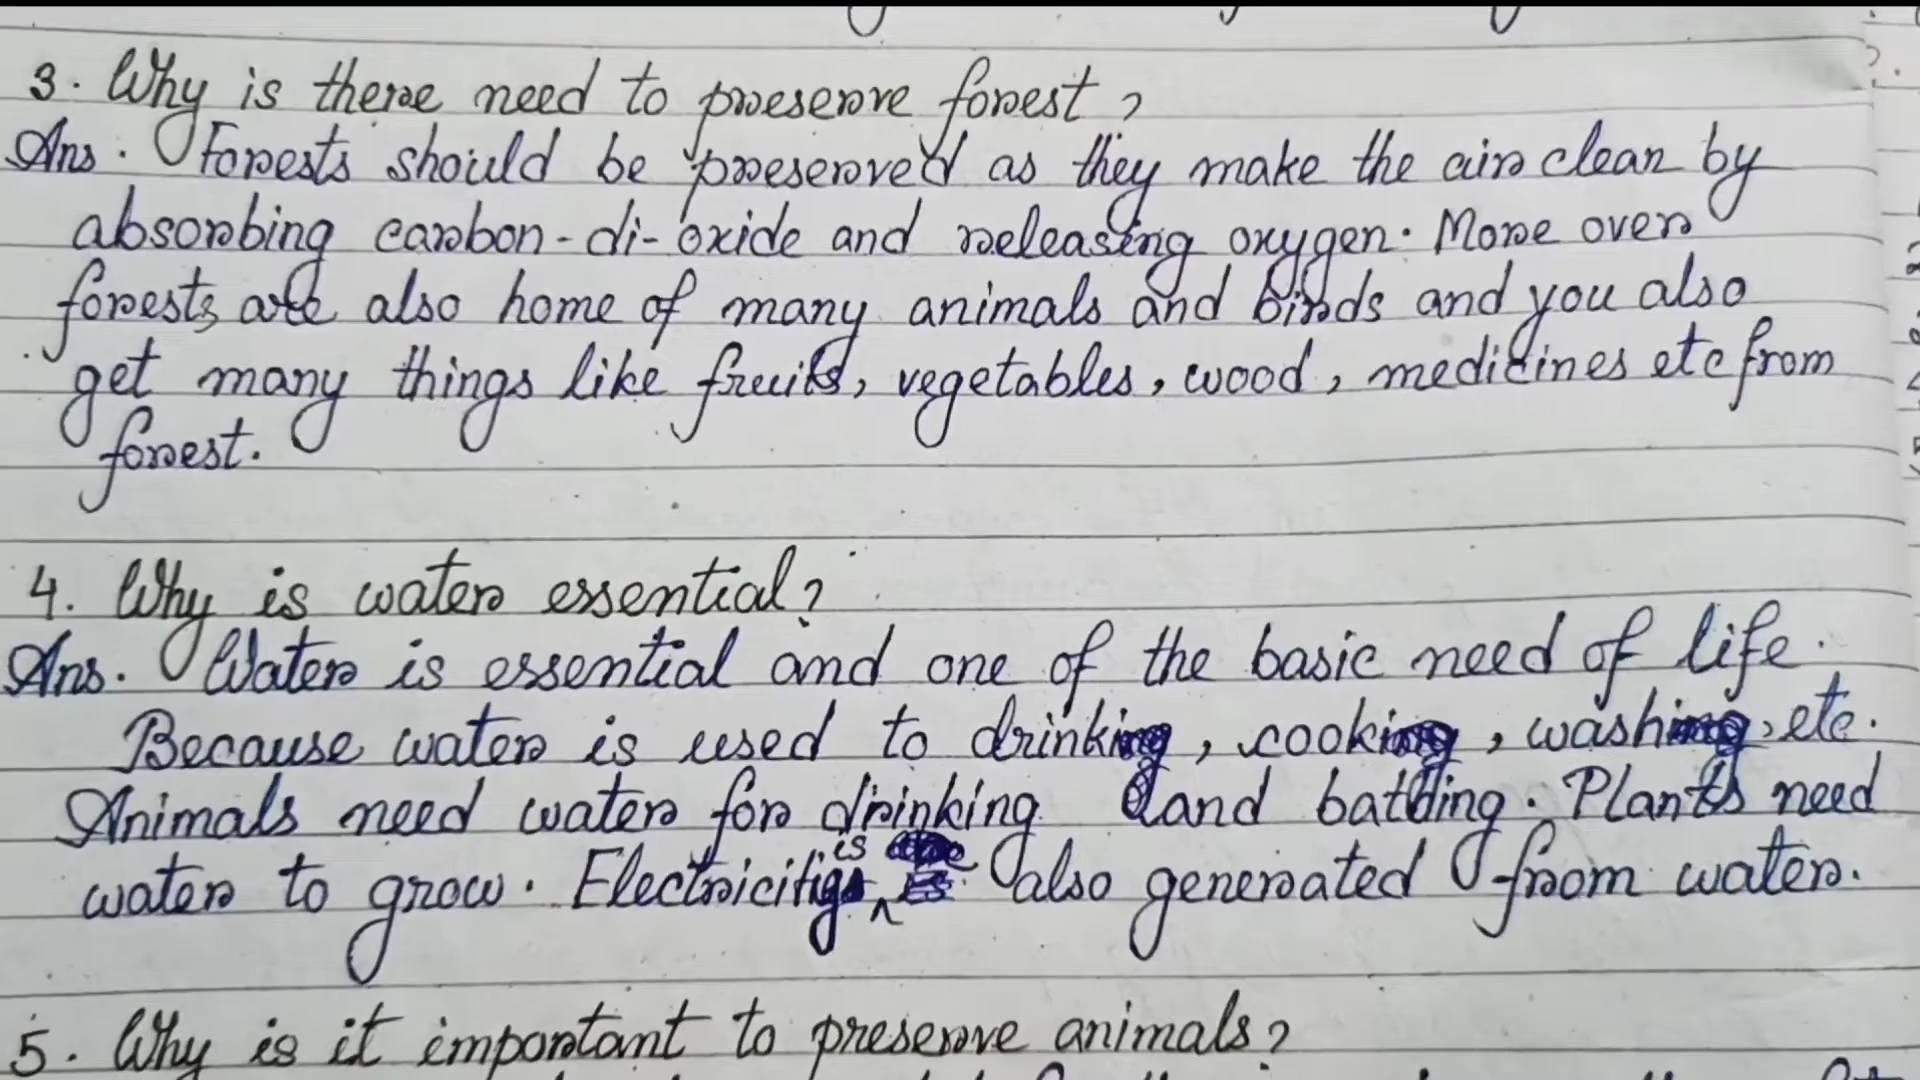 3. Why is there need to preserve forest?
Ans. Forests should be preserved as they make the air clean by
absorbing carbon-di-oxide and releasing oxygen. More over
forests are also home of many animals and birds and you also
get many things like fruits, vegetables, wood, medicines etc from
forest.
4. Why is water essential?
Ans. Water is essential and one of the basic need of life.
Because water is used to drinking, cooking, washing, etc.
Animals need water for drinking and bathing. Plants need
water to grow. Electricity is also generated from water.
5. Why is it important to preserve animals?